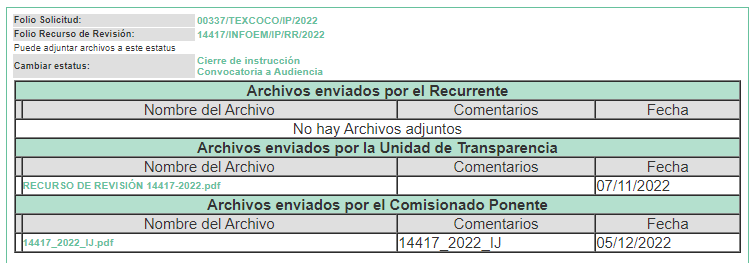 Folio Solicitud: 00337/TEXCOCO/IP/2022
Folio Recurso de Revisión: 14417/INFOEM/IP/RR/2022
Puede adjuntar archivos a este estatus
Cambiar estatus: Cierre de instrucción
Convocatoria a Audiencia
Archivos enviados por el Recurrente
Nombre del Archivo Comentarios Fecha
No hay Archivos adjuntos
Archivos enviados por la Unidad de Transparencia
Nombre del Archivo Comentarios Fecha
RECURSO DE REVISIÓN 14417-2022.pdf 07/11/2022
Archivos enviados por el Comisionado Ponente
Nombre del Archivo Comentarios Fecha
14417_2022_IJ.pdf 14417_2022_IJ 05/12/2022